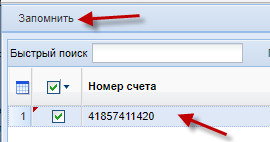 Запомнить
Быстрый поиск
Номер счета
1 41857411420